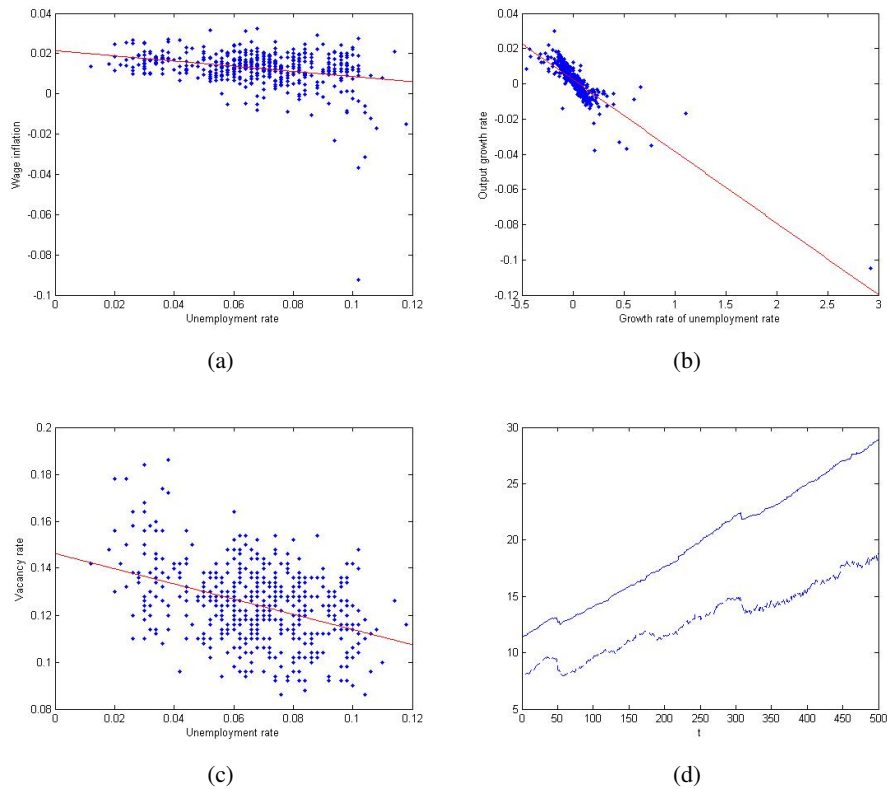 0.04
0.02
0
-0.02
-0.04
-0.06
-0.08
-0.1
0 0.02 0.04 0.06 0.08 0.1 0.12
Wage inflation
Unemployment rate
(a)
0.04
0.02
0
-0.02
-0.04
-0.06
-0.08
-0.1
-0.12
-0.5 0 0.5 1 1.5 2 2.5 3
Output growth rate
Growth rate of unemployment rate
(b)
0.2
0.18
0.16
0.14
0.12
0.1
0.08
0 0.02 0.04 0.06 0.08 0.1 0.12
Vacancy rate
Unemployment rate
(c)
30
25
20
15
10
5
0 50 100 150 200 250 300 350 400 450 500
t
(d)